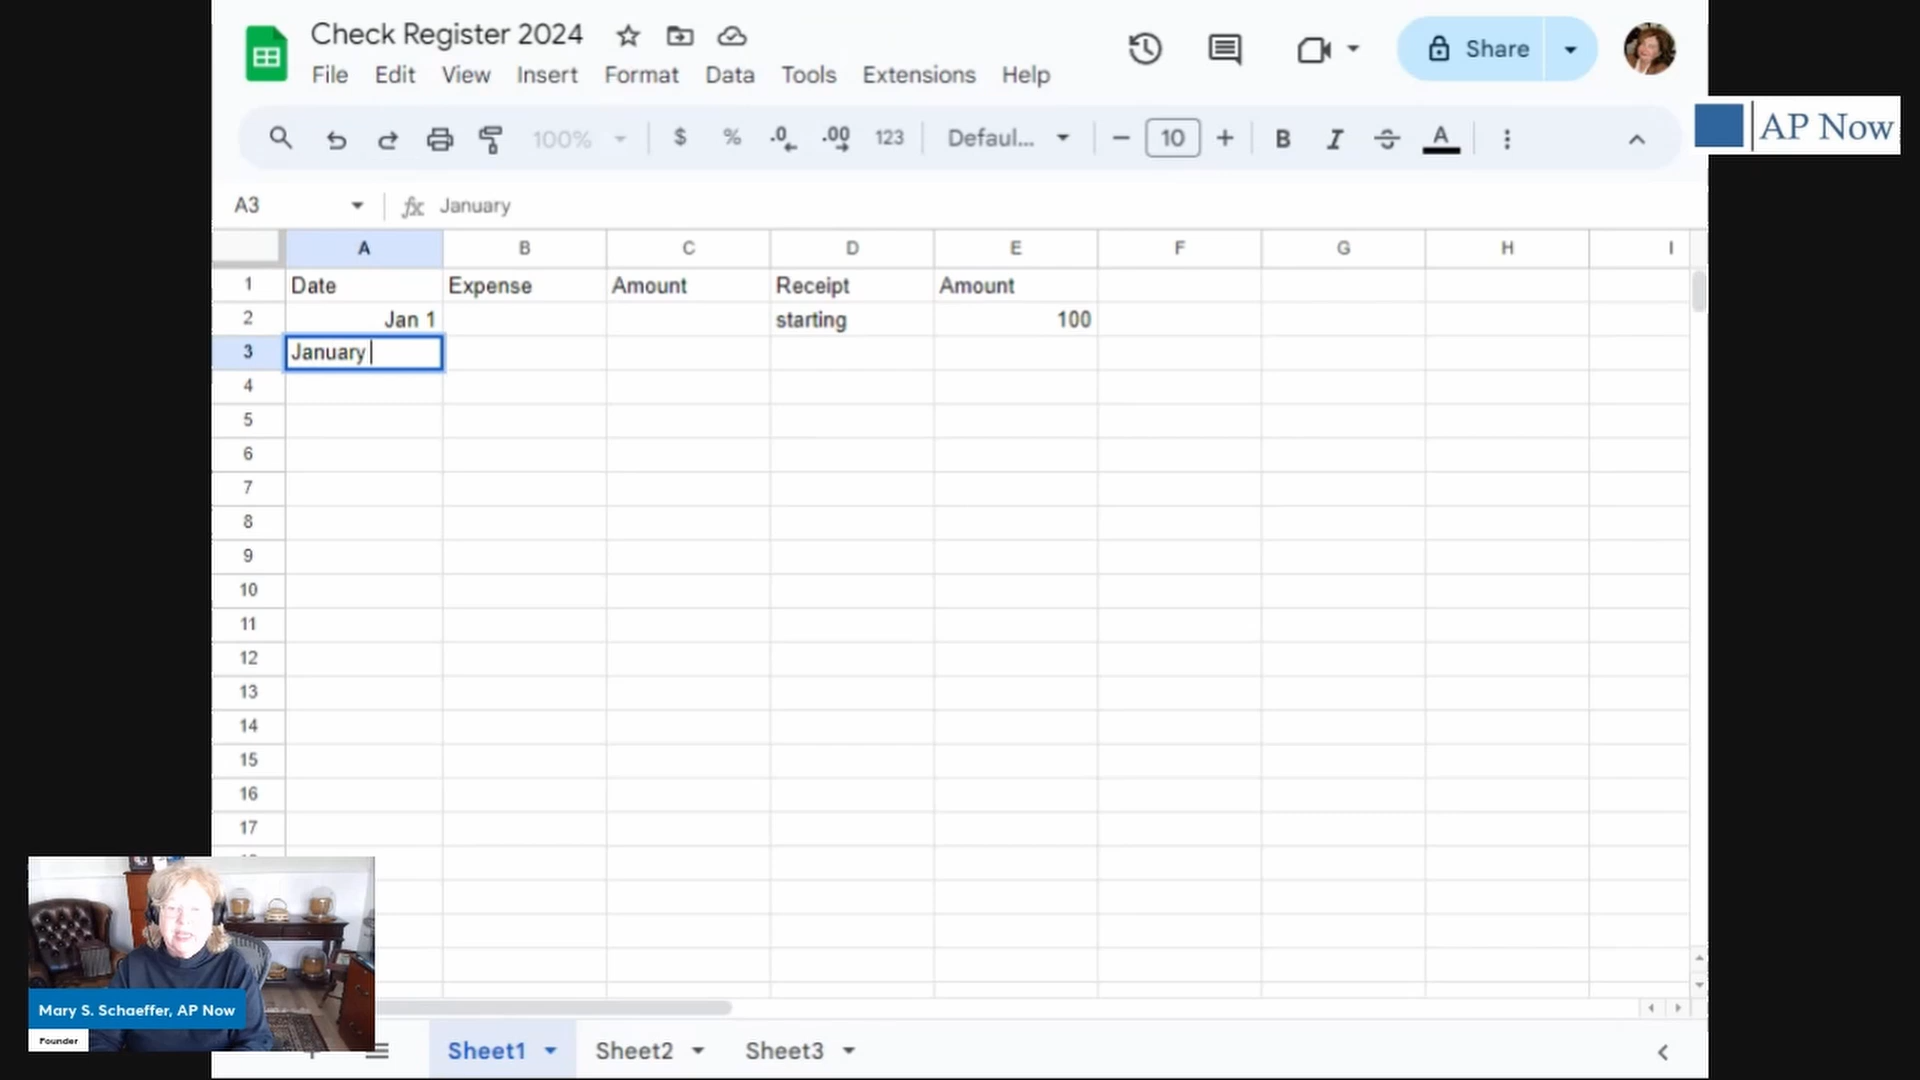 Check Register 2024
File Edit View Insert Format Data Tools Extensions Help
Share
AP Now
100% $ % .0 .00 123 Defaul... 10 B I A
A3 fx January
A B C D E F G H I
1 Date Expense Amount Receipt Amount
2 Jan 1 starting 100
3 January
4
5
6
7
8
9
10
11
12
13
14
15
16
17
Mary S. Schaeffer, AP Now
Founder
Sheet1 Sheet2 Sheet3